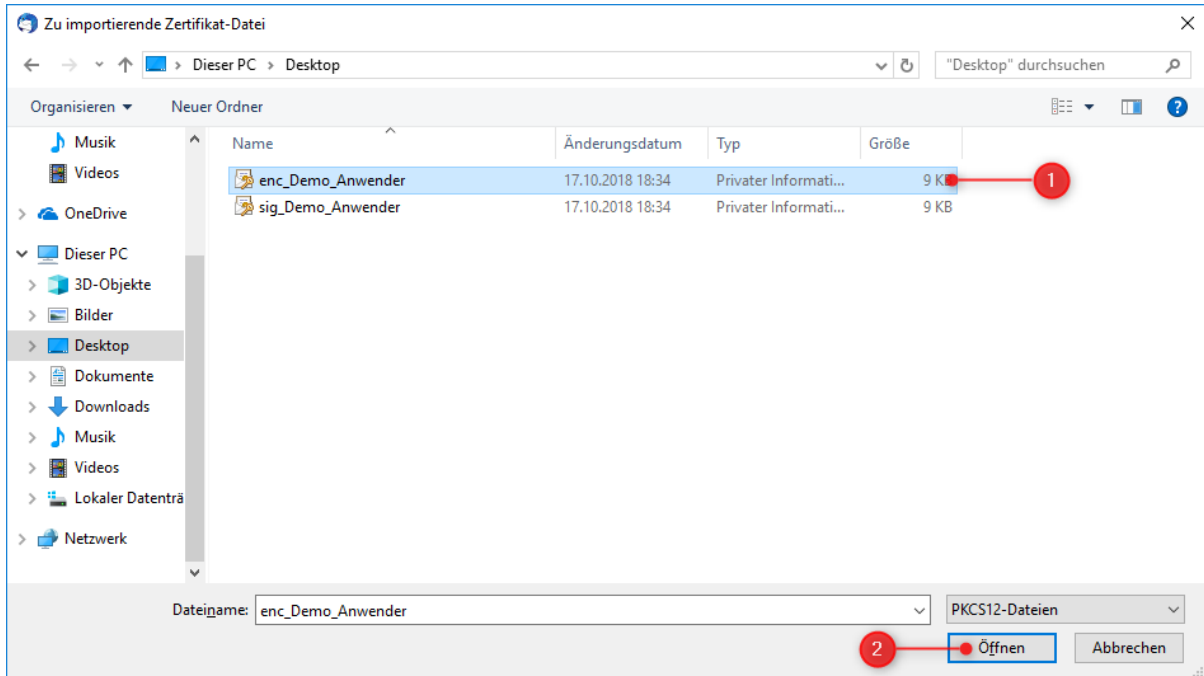 Zu importierende Zertifikat-Datei
Dieser PC > Desktop
"Desktop" durchsuchen
Organisieren
Neuer Ordner
Musik
Videos
OneDrive
Dieser PC
3D-Objekte
Bilder
Desktop
Dokumente
Downloads
Musik
Videos
Lokaler Datenträ
Netzwerk
Name Änderungsdatum Typ Größe
enc_Demo_Anwender 17.10.2018 18:34 Privater Informati... 9 KB
1
sig_Demo_Anwender 17.10.2018 18:34 Privater Informati... 9 KB
Dateiname: enc_Demo_Anwender
PKCS12-Dateien
2
Öffnen
Abbrechen